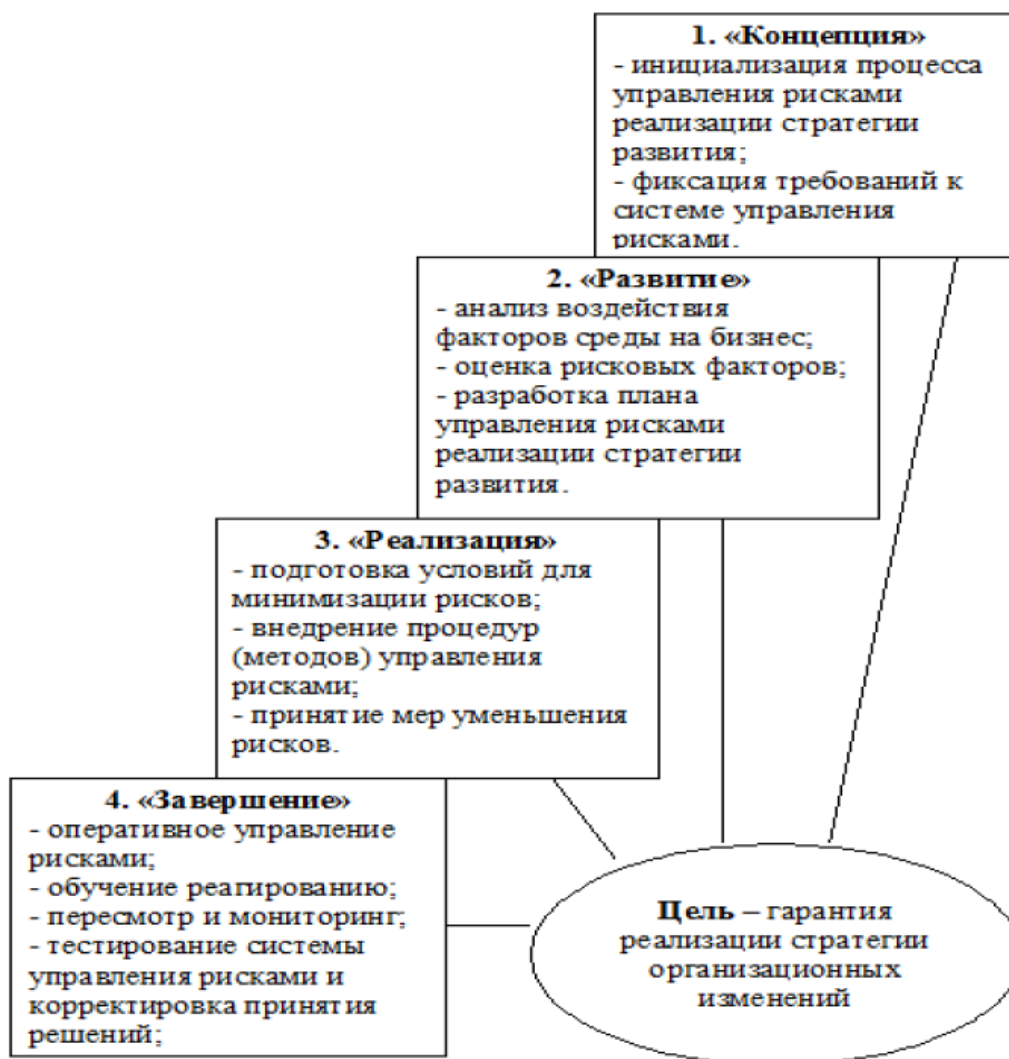 1. «Концепция»
- инициализация процесса
управления рисками
реализации стратегии
развития;
- фиксация требований к
системе управления
рисками.
2. «Развитие»
- анализ воздействия
факторов среды на бизнес;
- оценка рисковых факторов;
- разработка плана
управления рисками
реализации стратегии
развития.
3. «Реализация»
- подготовка условий для
минимизации рисков;
- внедрение процедур
(методов) управления
рисками;
- принятие мер уменьшения
рисков.
4. «Завершение»
- оперативное управление
рисками;
- обучение реагированию;
- пересмотр и мониторинг;
- тестирование системы
управления рисками и
корректировка принятия
решений;
Цель – гарантия
реализации стратегии
организационных
изменений